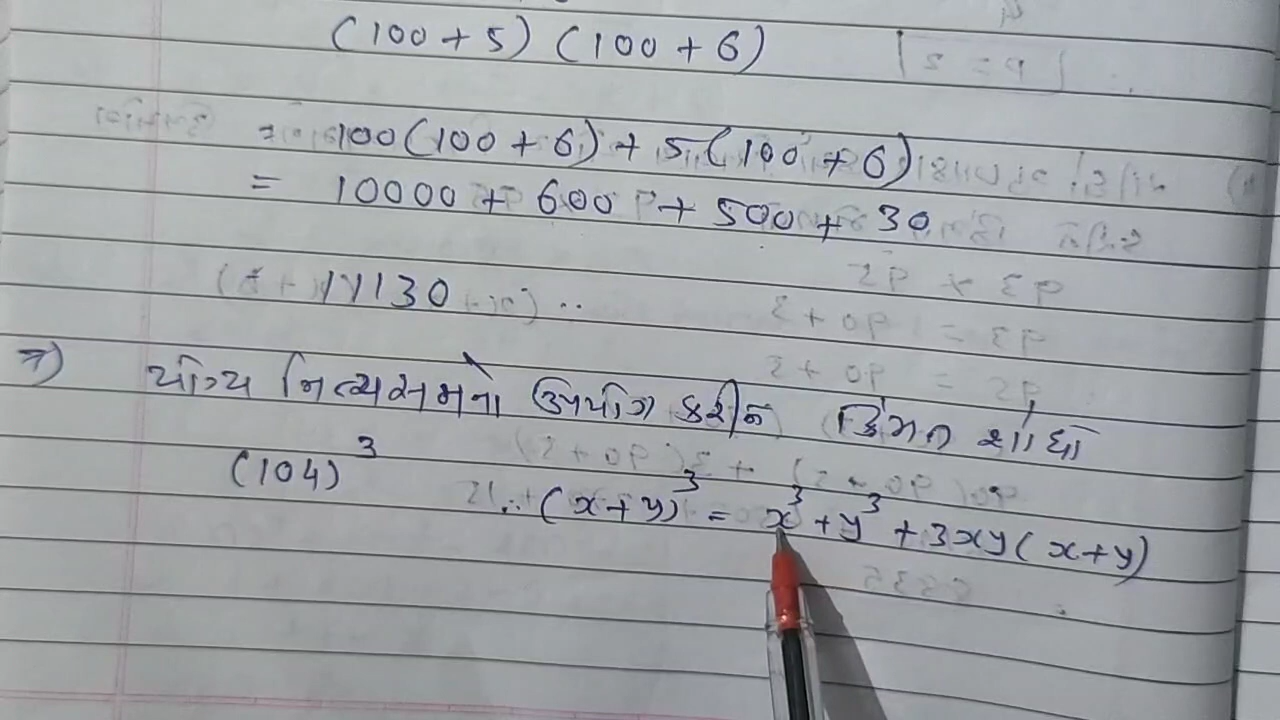 (100 + 5) (100 + 6)
= 100(100 + 6) + 5(100 + 6)
= 10000 + 600 + 500 + 30
11130
7) યોગ્ય નિત્યસમનો ઉપયોગ કરીને કિંમત શોધો
(104)³ ∴ (x+y)³ = x³ + y³ + 3xy(x+y)